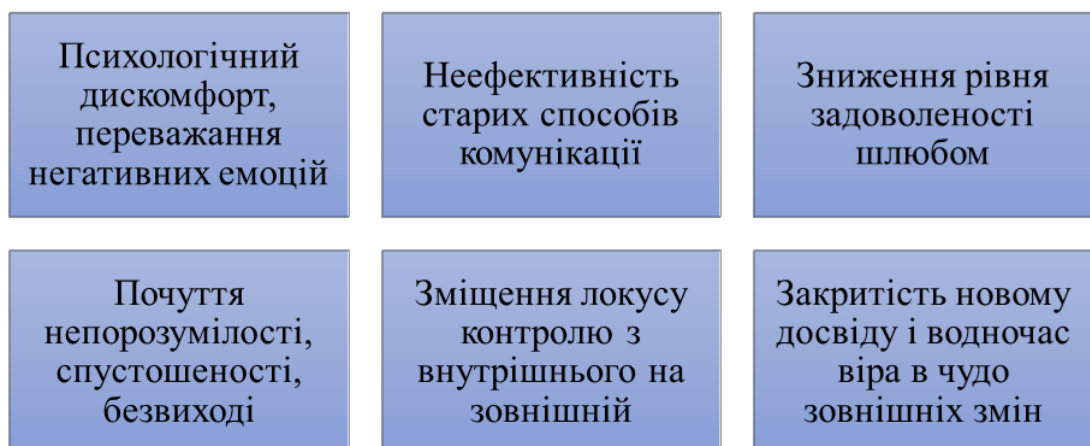 Психологічний
дискомфорт,
переважання
негативних емоцій
Неефективність
старих способів
комунікації
Зниження рівня
задоволеності
шлюбом
Почуття
непорозумілості,
спустошеності,
безвиході
Зміщення локусу
контролю з
внутрішнього на
зовнішній
Закритість новому
досвіду і водночас
віра в чудо
зовнішніх змін